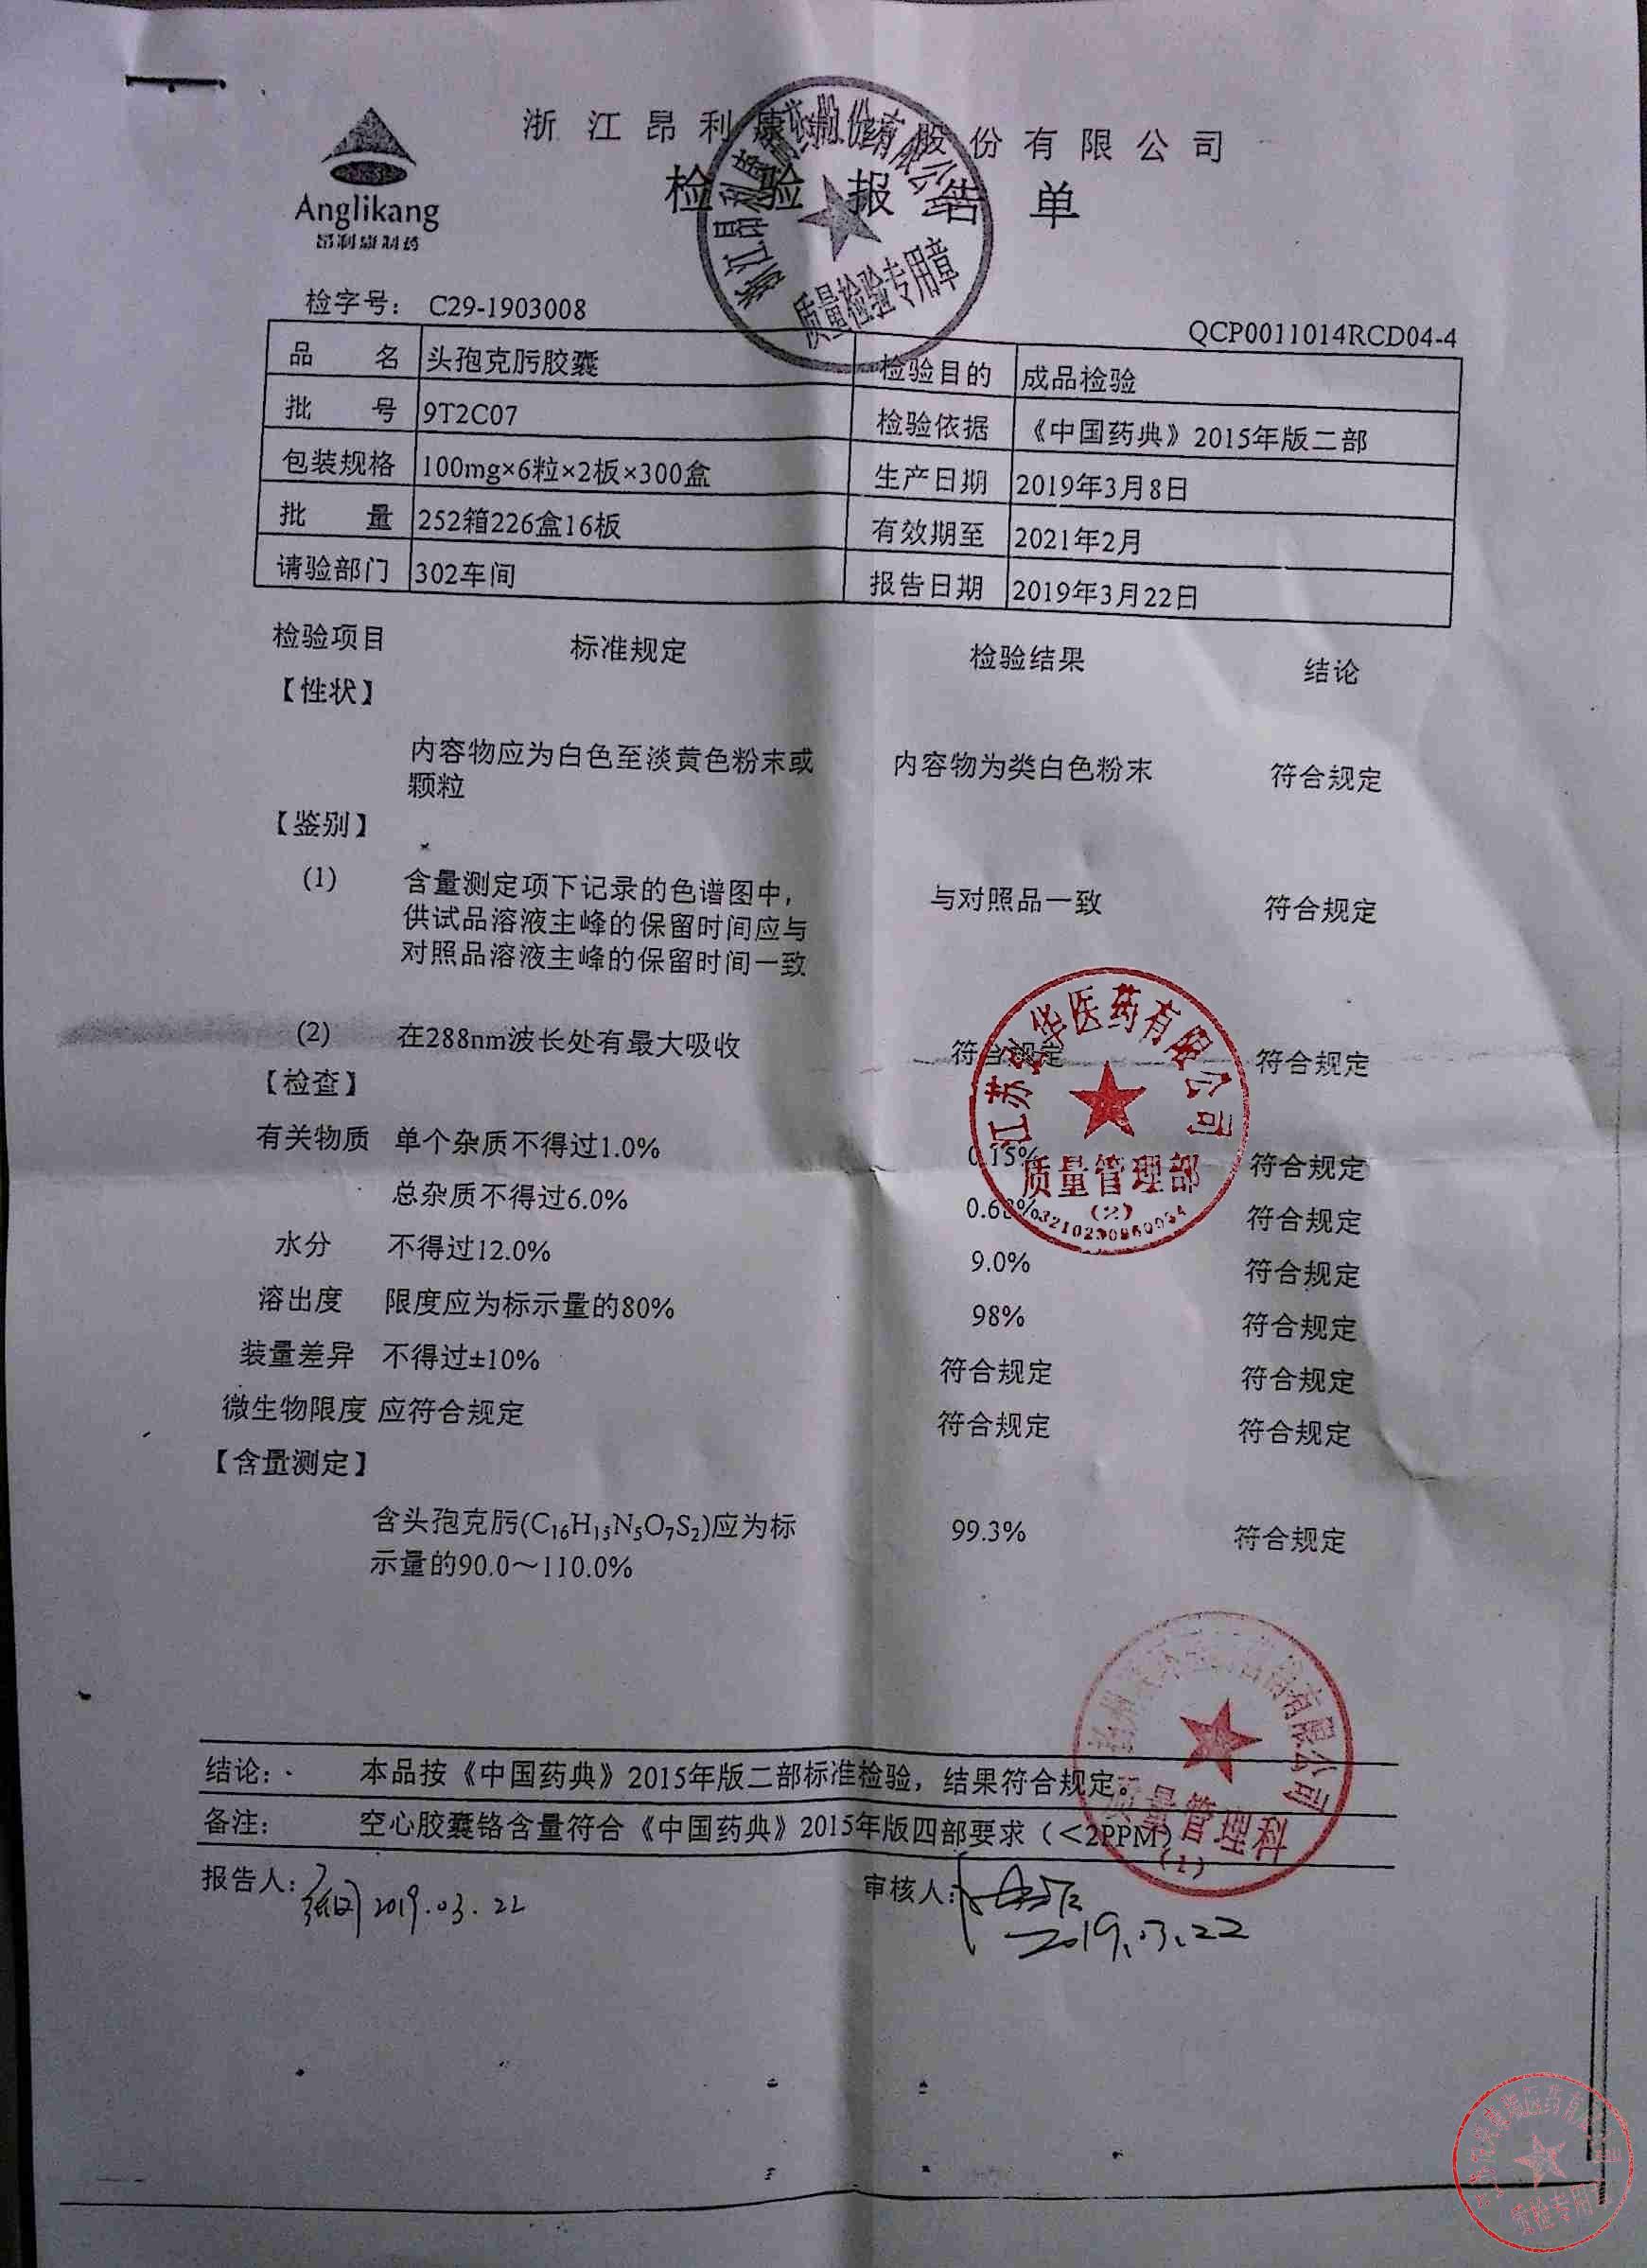 浙江昂利康制药股份有限公司
检验报告单
Anglikang
昂利康制药
质量检验专用章
检字号： C29-1903008
QCP0011014RCD04-4
品 名 头孢克肟胶囊 检验目的 成品检验
批 号 9T2C07 检验依据 《中国药典》2015年版二部
包装规格 100mg×6粒×2板×300盒 生产日期 2019年3月8日
批 量 252箱226盒16板 有效期至 2021年2月
请验部门 302车间 报告日期 2019年3月22日
检验项目 标准规定 检验结果 结论
【性状】
内容物应为白色至淡黄色粉末或 内容物为类白色粉末 符合规定
颗粒
【鉴别】
(1) 含量测定项下记录的色谱图中， 与对照品一致 符合规定
供试品溶液主峰的保留时间应与
对照品溶液主峰的保留时间一致
(2) 在288nm波长处有最大吸收 符合规定 符合规定
【检查】
有关物质 单个杂质不得过1.0% 0.15% 符合规定
总杂质不得过6.0% 符合规定
水分 不得过12.0% 9.0% 符合规定
溶出度 限度应为标示量的80% 98% 符合规定
装量差异 不得过±10% 符合规定 符合规定
微生物限度 应符合规定 符合规定 符合规定
【含量测定】
含头孢克肟(C₁₆H₁₅N₅O₇S₂)应为标 99.3% 符合规定
示量的90.0～110.0%
医药有限公司
质量管理部
(2)
有限公司
质量管理科
(1)
结论： 本品按《中国药典》2015年版二部标准检验，结果符合规定。
备注： 空心胶囊铬含量符合《中国药典》2015年版四部要求（<2PPM）
报告人： 2019.03.22 审核人： 2019.03.22
质检专用